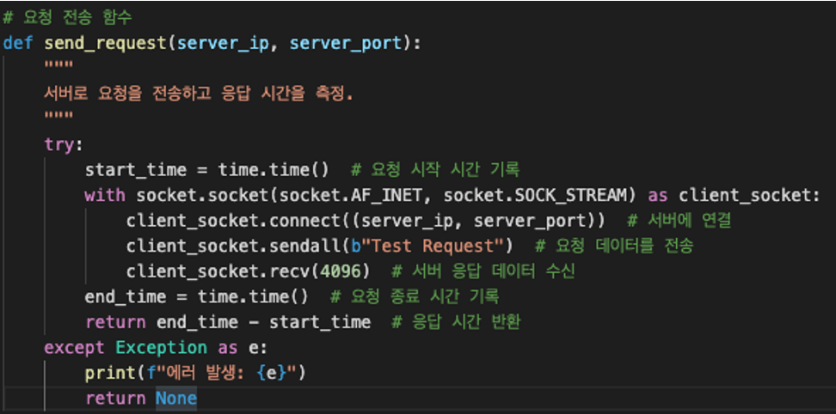 # 요청 전송 함수
def send_request(server_ip, server_port):
    """
    서버로 요청을 전송하고 응답 시간을 측정.
    """
    try:
        start_time = time.time()  # 요청 시작 시간 기록
        with socket.socket(socket.AF_INET, socket.SOCK_STREAM) as client_socket:
            client_socket.connect((server_ip, server_port))  # 서버에 연결
            client_socket.sendall(b"Test Request")  # 요청 데이터를 전송
            client_socket.recv(4096)  # 서버 응답 데이터 수신
        end_time = time.time()  # 요청 종료 시간 기록
        return end_time - start_time  # 응답 시간 반환
    except Exception as e:
        print(f"에러 발생: {e}")
        return None